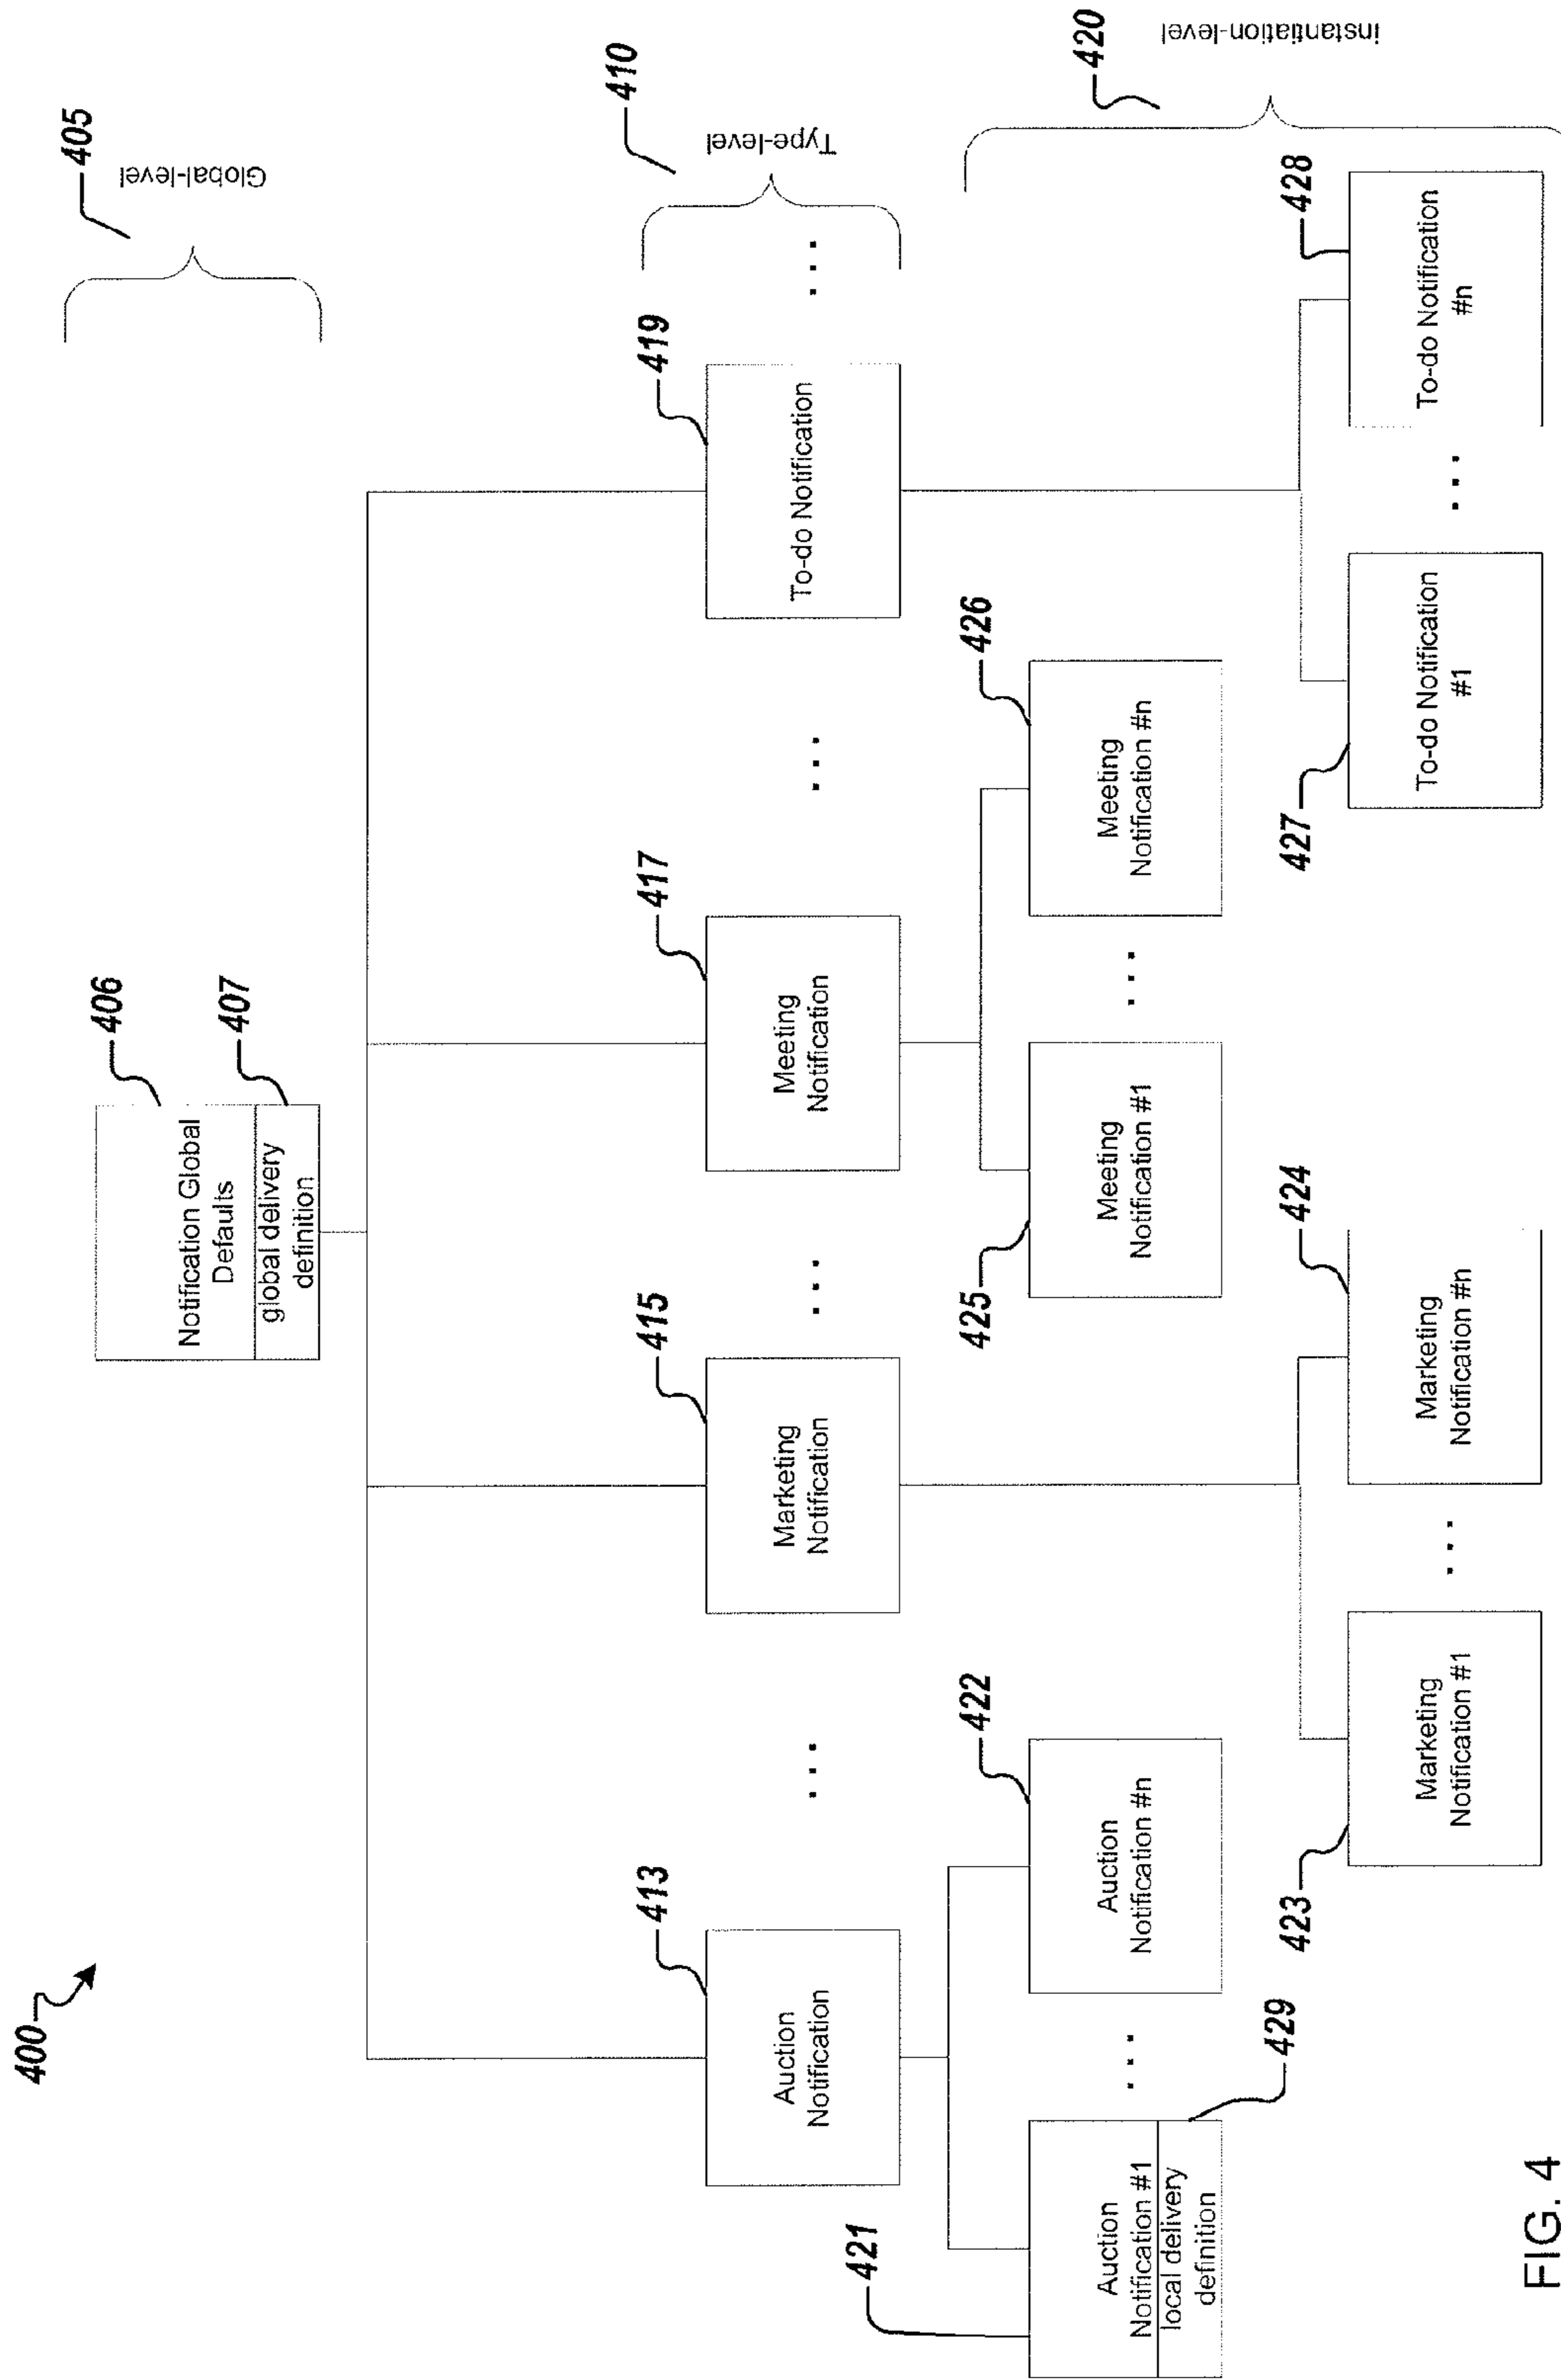 400
406
Notification Global
Defaults
407
global delivery
definition
405
Global-level
413
Auction
Notification
...
415
Marketing
Notification
...
417
Meeting
Notification
...
419
To-do Notification
...
410
Type-level
421
Auction
Notification #1
local delivery
definition
429
...
422
Auction
Notification #n
425
Meeting
Notification #1
...
426
Meeting
Notification #n
420
instantiation-level
423
Marketing
Notification #1
...
424
Marketing
Notification #n
427
To-do Notification
#1
...
428
To-do Notification
#n
FIG. 4